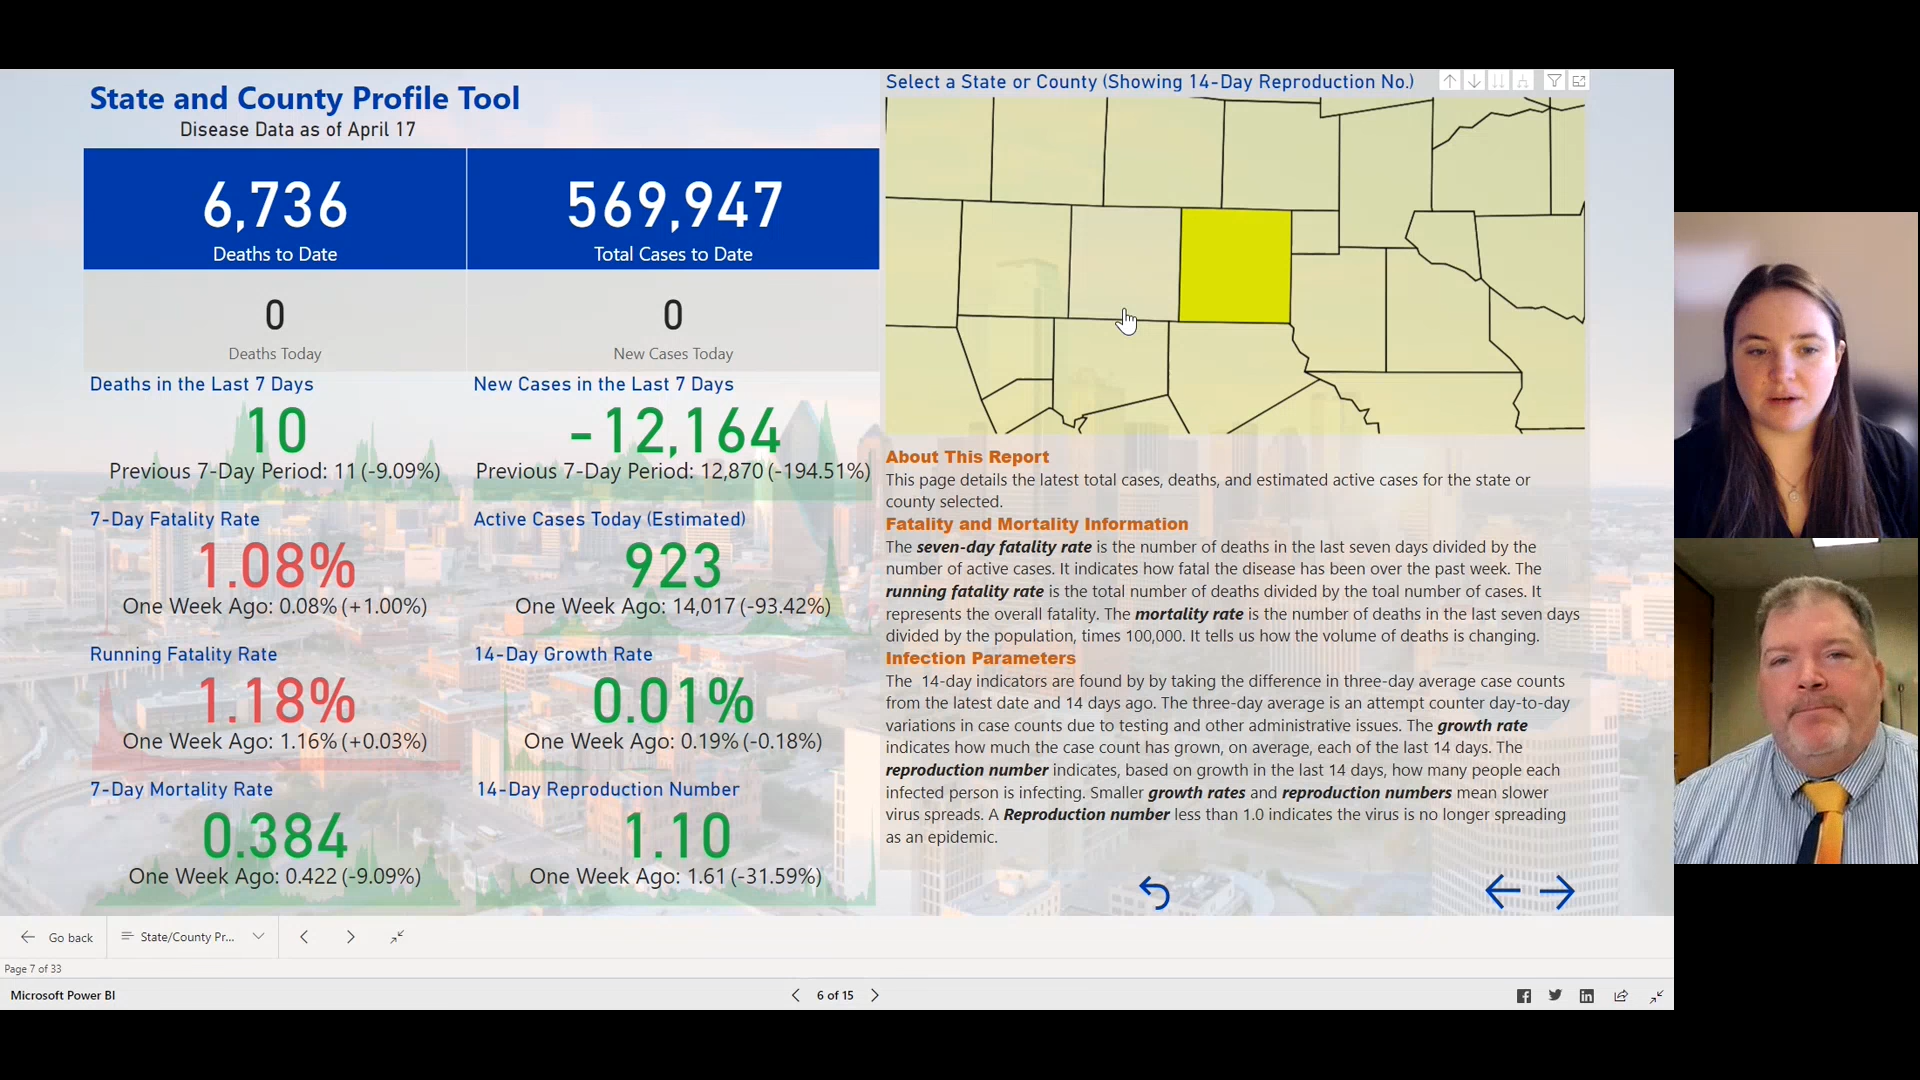 State and County Profile Tool
Disease Data as of April 17
6,736
Deaths to Date
569,947
Total Cases to Date
0
Deaths Today
0
New Cases Today
Deaths in the Last 7 Days
10
Previous 7-Day Period: 11 (-9.09%)
New Cases in the Last 7 Days
-12,164
Previous 7-Day Period: 12,870 (-194.51%)
7-Day Fatality Rate
1.08%
One Week Ago: 0.08% (+1.00%)
Active Cases Today (Estimated)
923
One Week Ago: 14,017 (-93.42%)
Running Fatality Rate
1.18%
One Week Ago: 1.16% (+0.03%)
14-Day Growth Rate
0.01%
One Week Ago: 0.19% (-0.18%)
7-Day Mortality Rate
0.384
One Week Ago: 0.422 (-9.09%)
14-Day Reproduction Number
1.10
One Week Ago: 1.61 (-31.59%)
Select a State or County (Showing 14-Day Reproduction No.)
About This Report
This page details the latest total cases, deaths, and estimated active cases for the state or
county selected.
Fatality and Mortality Information
The seven-day fatality rate is the number of deaths in the last seven days divided by the
number of active cases. It indicates how fatal the disease has been over the past week. The
running fatality rate is the total number of deaths divided by the toal number of cases. It
represents the overall fatality. The mortality rate is the number of deaths in the last seven days
divided by the population, times 100,000. It tells us how the volume of deaths is changing.
Infection Parameters
The 14-day indicators are found by by taking the difference in three-day average case counts
from the latest date and 14 days ago. The three-day average is an attempt counter day-to-day
variations in case counts due to testing and other administrative issues. The growth rate
indicates how much the case count has grown, on average, each of the last 14 days. The
reproduction number indicates, based on growth in the last 14 days, how many people each
infected person is infecting. Smaller growth rates and reproduction numbers mean slower
virus spreads. A Reproduction number less than 1.0 indicates the virus is no longer spreading
as an epidemic.
Go back
State/County Pr...
Page 7 of 33
Microsoft Power BI
6 of 15